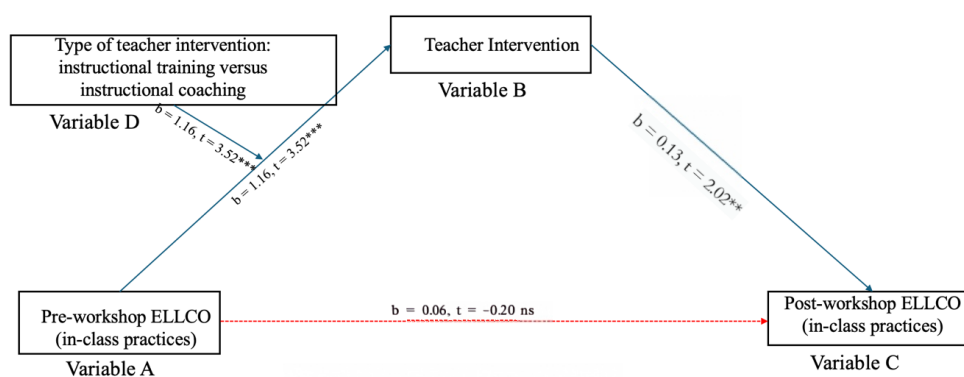 Type of teacher intervention:
instructional training versus
instructional coaching
Variable D
Teacher Intervention
Variable B
b = 1.16, t = 3.52***
b = 1.16, t = 3.52***
b = 0.13, t = 2.02**
Pre-workshop ELLCO
(in-class practices)
Variable A
b = 0.06, t = −0.20 ns
Post-workshop ELLCO
(in-class practices)
Variable C